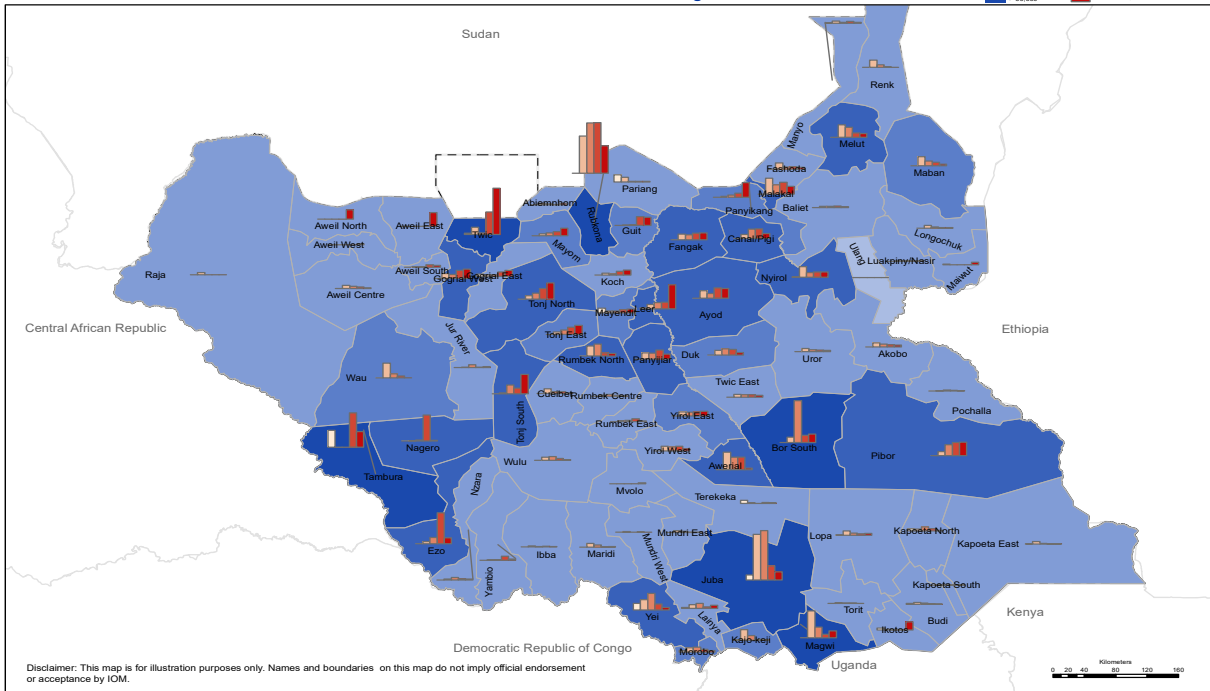 Sudan
Renk
Manyo
Melut
Fashoda
Maban
Malakal
Pariang
Abiemnhom
Rubkona
Panyikang
Baliet
Aweil North
Aweil East
Twic
Mayom
Guit
Fangak
Canal/Pigi
Longochuk
Aweil West
Ulang
Luakpiny/Nasir
Maiwut
Raja
Aweil South
Gogrial West
Gogrial East
Koch
Nyirol
Aweil Centre
Tonj North
Mayendit
Leer
Ayod
Central African Republic
Ethiopia
Jur River
Tonj East
Rumbek North
Panyijiar
Duk
Uror
Akobo
Wau
Twic East
Cueibet
Rumbek Centre
Pochalla
Tonj South
Rumbek East
Yirol East
Nagero
Bor South
Yirol West
Pibor
Awerial
Wulu
Tambura
Nzara
Mvolo
Terekeka
Mundri East
Lopa
Kapoeta North
Kapoeta East
Ezo
Ibba
Maridi
Mundri West
Yambio
Juba
Kapoeta South
Kenya
Yei
Lainya
Torit
Budi
Ikotos
Kajo-keji
Magwi
Morobo
Democratic Republic of Congo
Uganda
Disclaimer: This map is for illustration purposes only. Names and boundaries on this map do not imply official endorsement
or acceptance by IOM.
Kilometers
0 20 40 80 120 160